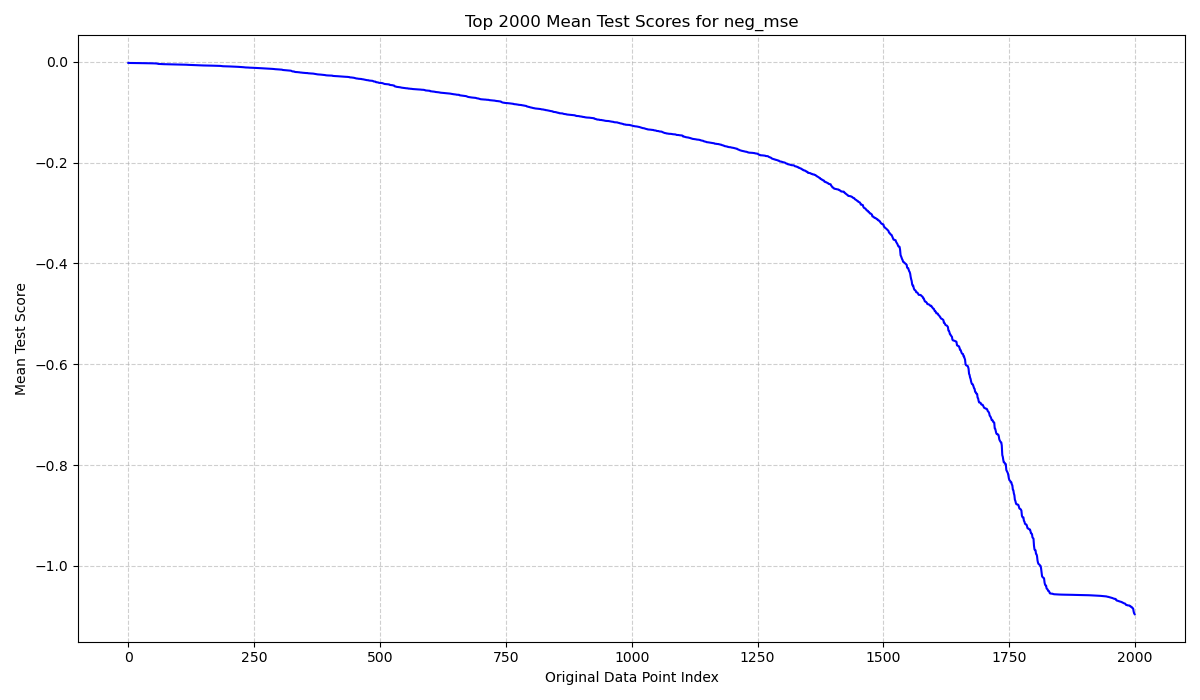 Top 2000 Mean Test Scores for neg_mse
Mean Test Score
0.0
−0.2
−0.4
−0.6
−0.8
−1.0
0 250 500 750 1000 1250 1500 1750 2000
Original Data Point Index